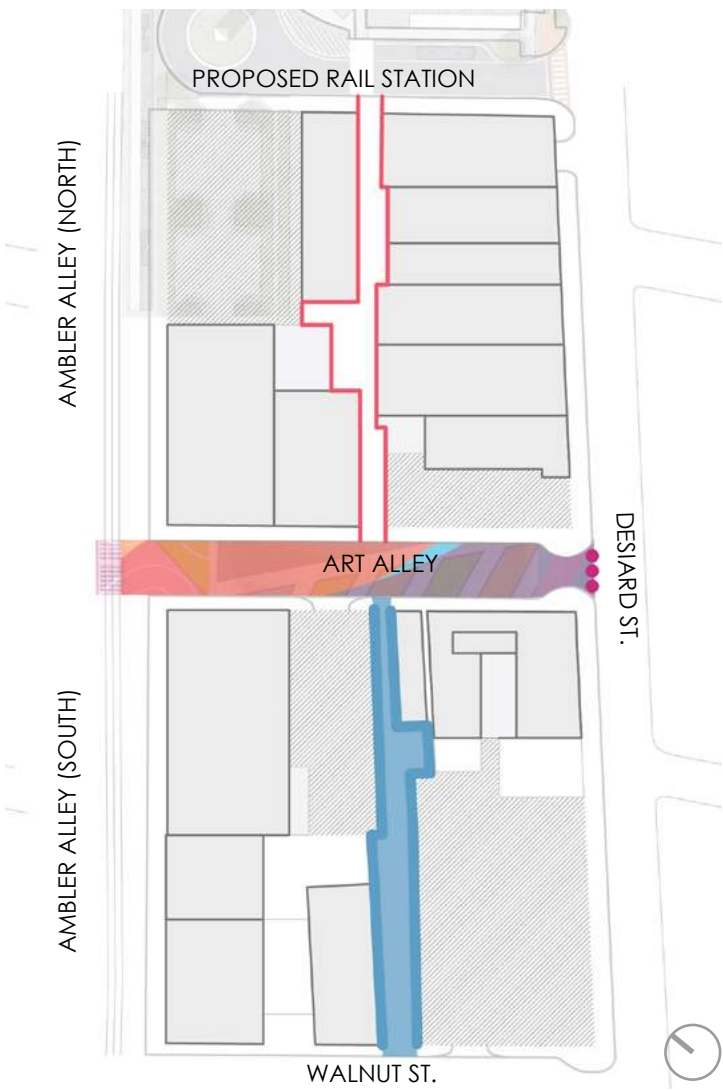 PROPOSED RAIL STATION
AMBLER ALLEY (NORTH)
ART ALLEY
DESIARD ST.
AMBLER ALLEY (SOUTH)
WALNUT ST.